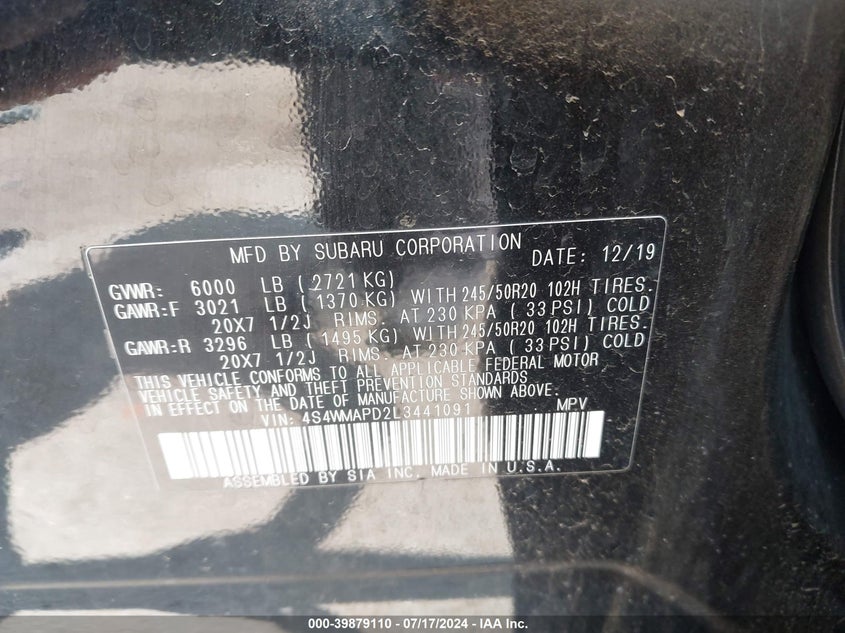 MFD BY SUBARU CORPORATION DATE: 12/19
GVWR: 6000 LB ( 2721 KG)
GAWR:F 3021 LB ( 1370 KG) WITH 245/50R20 102H TIRES.
20X7 1/2J RIMS. AT 230 KPA ( 33 PSI) COLD
GAWR:R 3296 LB ( 1495 KG) WITH 245/50R20 102H TIRES.
20X7 1/2J RIMS. AT 230 KPA ( 33 PSI) COLD
THIS VEHICLE CONFORMS TO ALL APPLICABLE FEDERAL MOTOR
VEHICLE SAFETY AND THEFT PREVENTION STANDARDS
IN EFFECT ON THE DATE OF MANUFACTURE SHOWN ABOVE.
VIN: 4S4WMAPD2L3441091 MPV
ASSEMBLED BY SIA INC. MADE IN U.S.A.
000-39879110 - 07/17/2024 - IAA Inc.